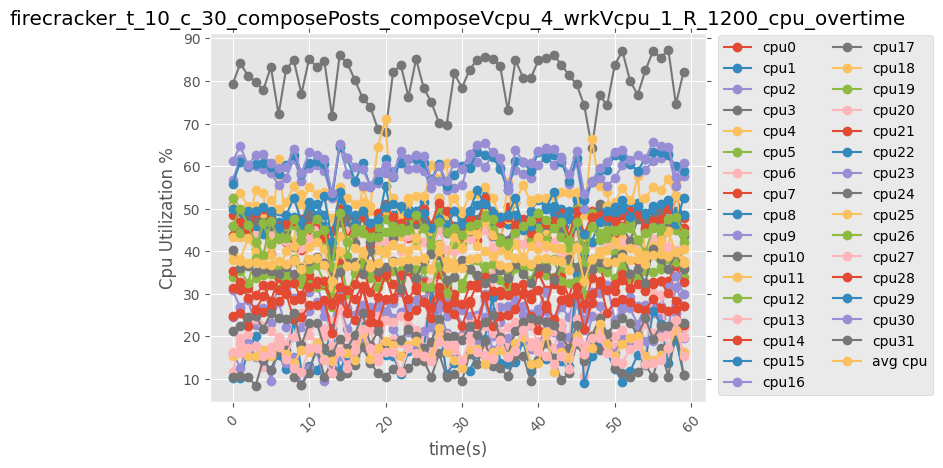 firecracker_t_10_c_30_composePosts_composeVcpu_4_wrkVcpu_1_R_1200_cpu_overtime
90
80
70
60
50
40
30
20
10
Cpu Utilization %
0
10
20
30
40
50
60
time(s)
cpu0
cpu1
cpu2
cpu3
cpu4
cpu5
cpu6
cpu7
cpu8
cpu9
cpu10
cpu11
cpu12
cpu13
cpu14
cpu15
cpu16
cpu17
cpu18
cpu19
cpu20
cpu21
cpu22
cpu23
cpu24
cpu25
cpu26
cpu27
cpu28
cpu29
cpu30
cpu31
avg cpu